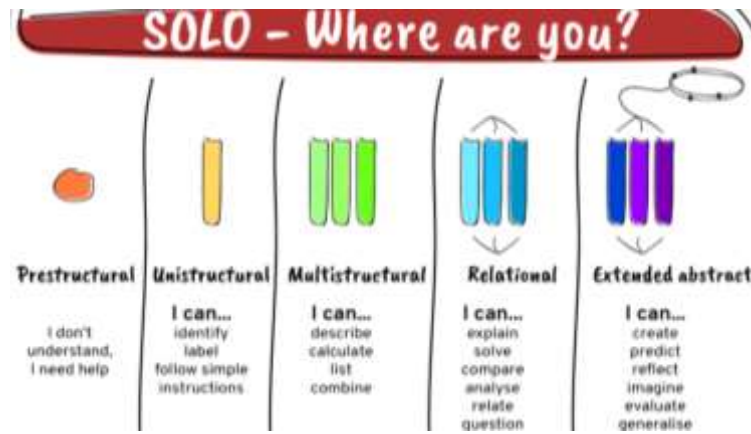 SOLO – Where are you?
Prestructural
I don't
understand,
I need help
Unistructural
I can...
identify
label
follow simple
instructions
Multistructural
I can...
describe
calculate
list
combine
Relational
I can...
explain
solve
compare
analyse
relate
question
Extended abstract
I can...
create
predict
reflect
imagine
evaluate
generalise